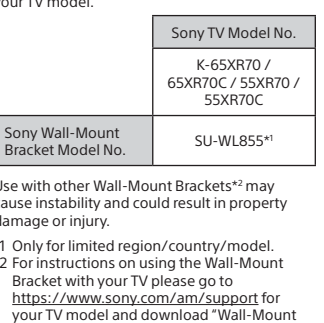 your TV model.
Sony TV Model No.
K-65XR70 /
65XR70C / 55XR70 /
55XR70C
Sony Wall-Mount
Bracket Model No.
SU-WL855*1
Use with other Wall-Mount Brackets*2 may
cause instability and could result in property
damage or injury.
1 Only for limited region/country/model.
2 For instructions on using the Wall-Mount
Bracket with your TV please go to
https://www.sony.com/am/support for
your TV model and download “Wall-Mount